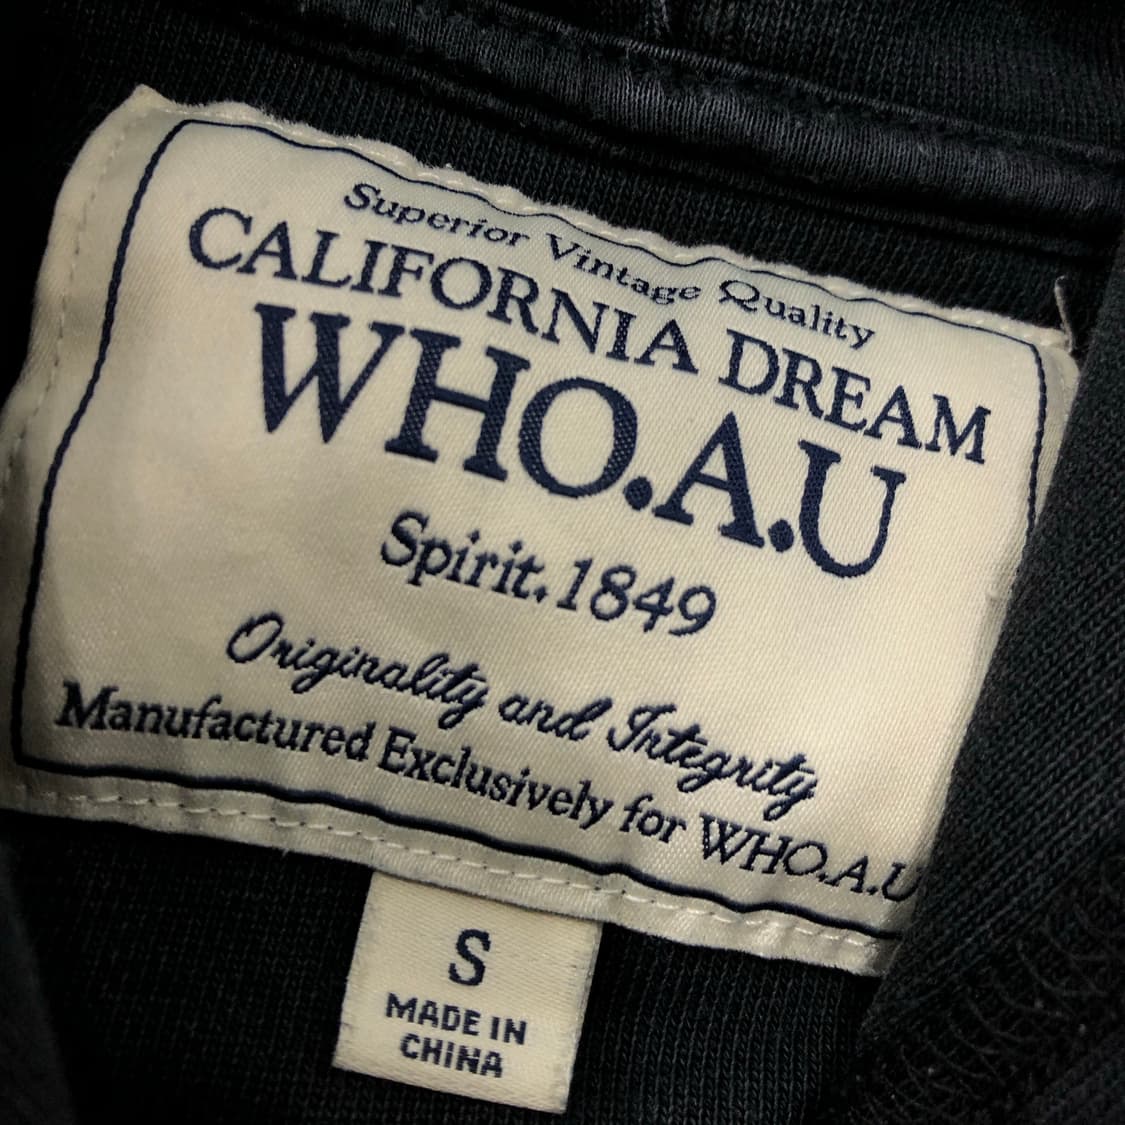 Superior Vintage Quality
CALIFORNIA DREAM
WHO.A.U
Spirit.1849
Originality and Integrity
Manufactured Exclusively for WHO.A.U
S
MADE IN
CHINA